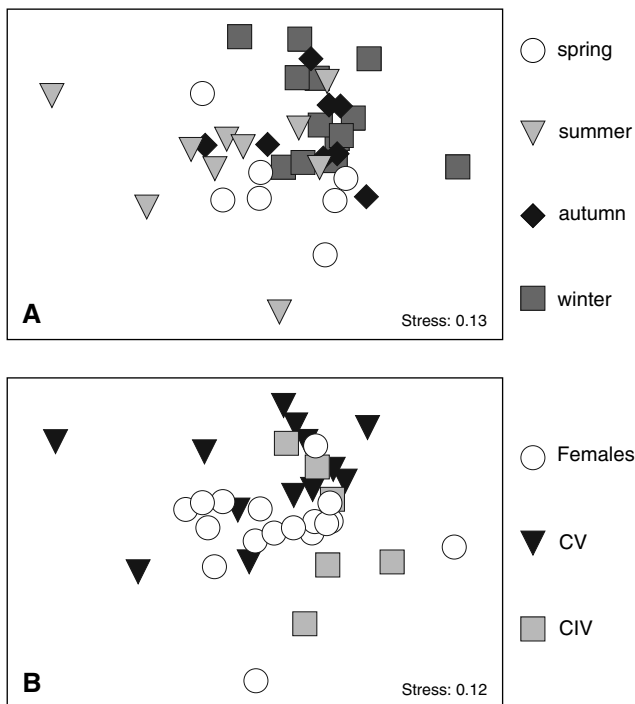 spring
summer
autumn
winter
A
Stress: 0.13
Females
CV
CIV
B
Stress: 0.12